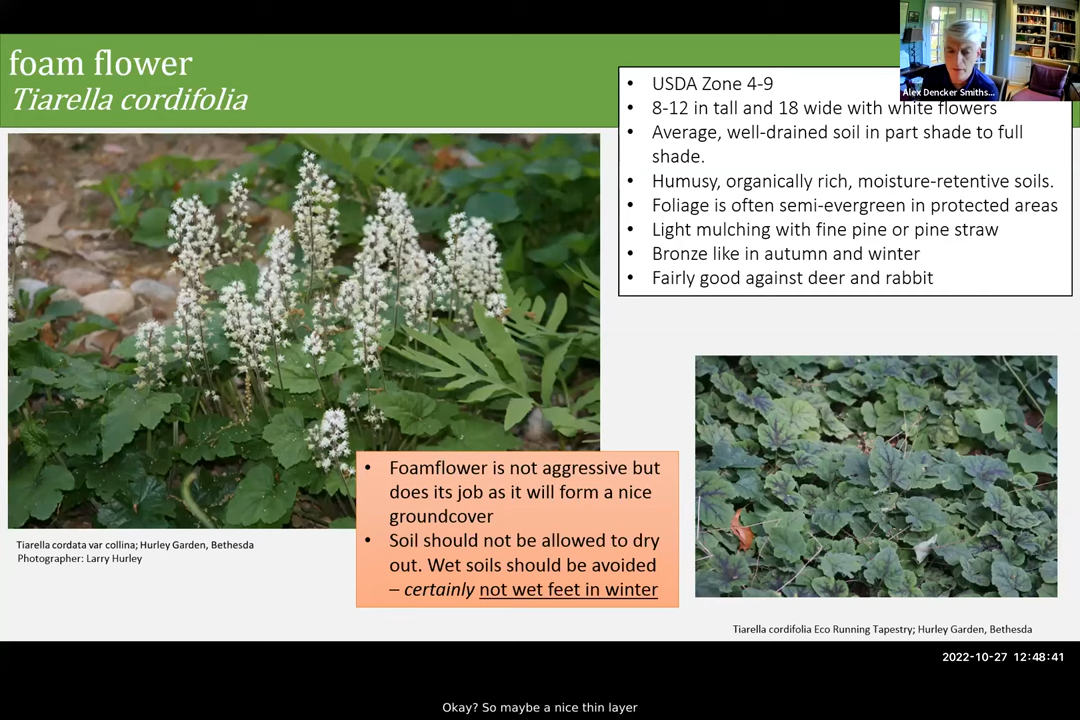 foam flower
Tiarella cordifolia
Alex Dencker Smiths...
• USDA Zone 4-9
• 8-12 in tall and 18 wide with white flowers
• Average, well-drained soil in part shade to full
shade.
• Humusy, organically rich, moisture-retentive soils.
• Foliage is often semi-evergreen in protected areas
• Light mulching with fine pine or pine straw
• Bronze like in autumn and winter
• Fairly good against deer and rabbit
Tiarella cordata var collina; Hurley Garden, Bethesda
Photographer: Larry Hurley
• Foamflower is not aggressive but
does its job as it will form a nice
groundcover
• Soil should not be allowed to dry
out. Wet soils should be avoided
– certainly not wet feet in winter
Tiarella cordifolia Eco Running Tapestry; Hurley Garden, Bethesda
2022-10-27 12:48:41
Okay? So maybe a nice thin layer